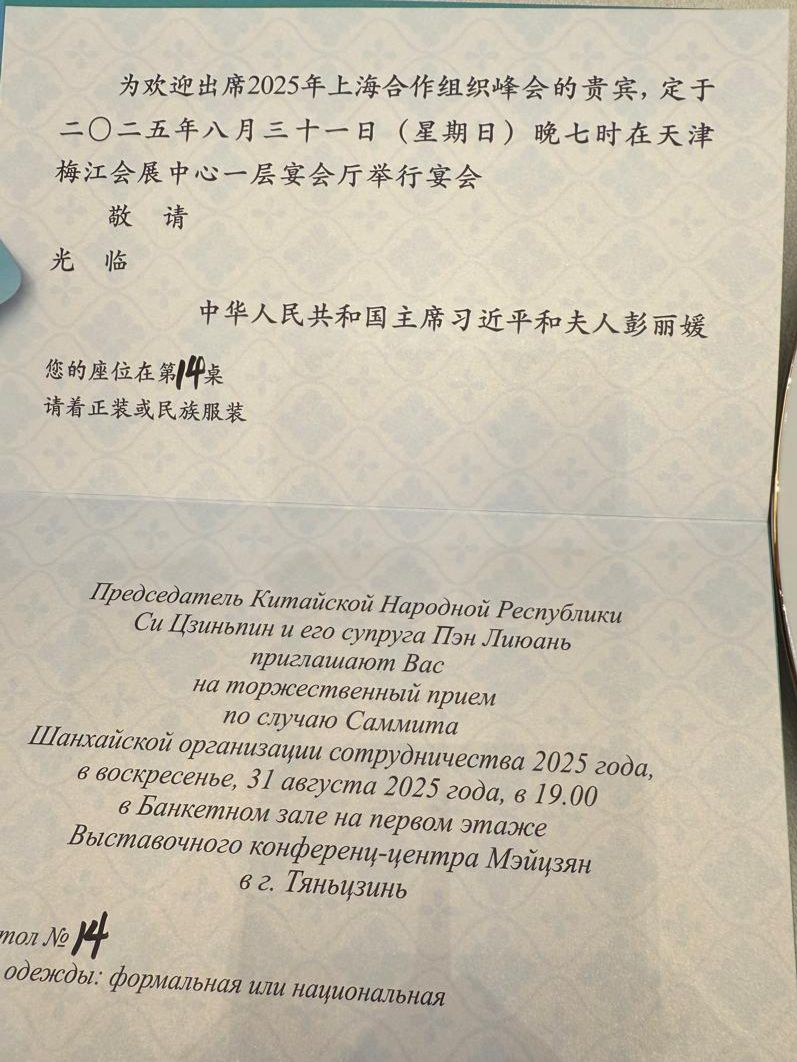 为欢迎出席2025年上海合作组织峰会的贵宾,定于
二〇二五年八月三十一日（星期日）晚七时在天津
梅江会展中心一层宴会厅举行宴会
敬 请
光 临
中华人民共和国主席习近平和夫人彭丽媛
您的座位在第14桌
请着正装或民族服装
Председатель Китайской Народной Республики
Си Цзиньпин и его супруга Пэн Лиюань
приглашают Вас
на торжественный прием
по случаю Саммита
Шанхайской организации сотрудничества 2025 года,
в воскресенье, 31 августа 2025 года, в 19.00
в Банкетном зале на первом этаже
Выставочного конференц-центра Мэйцзян
в г. Тяньцзинь
тол № 14
одежды: формальная или национальная